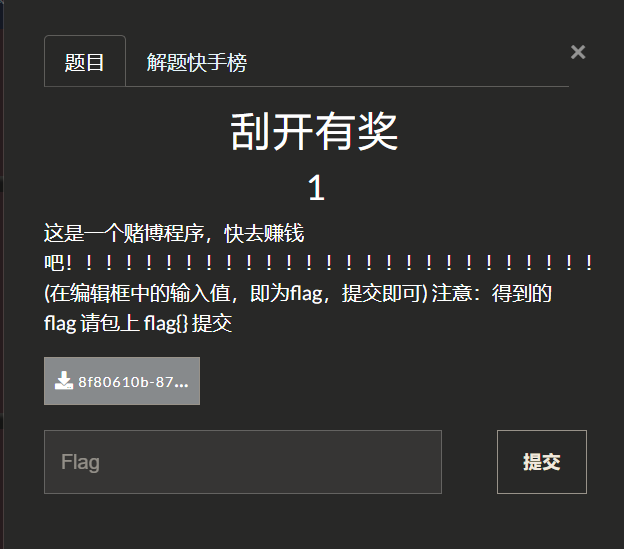 题目 解题快手榜 ×
刮开有奖
1
这是一个赌博程序，快去赚钱
吧！！！！！！！！！！！！！！！！！！！！！！！！！！！
(在编辑框中的输入值，即为flag，提交即可) 注意：得到的
flag 请包上 flag{} 提交
8f80610b-87...
Flag 提交